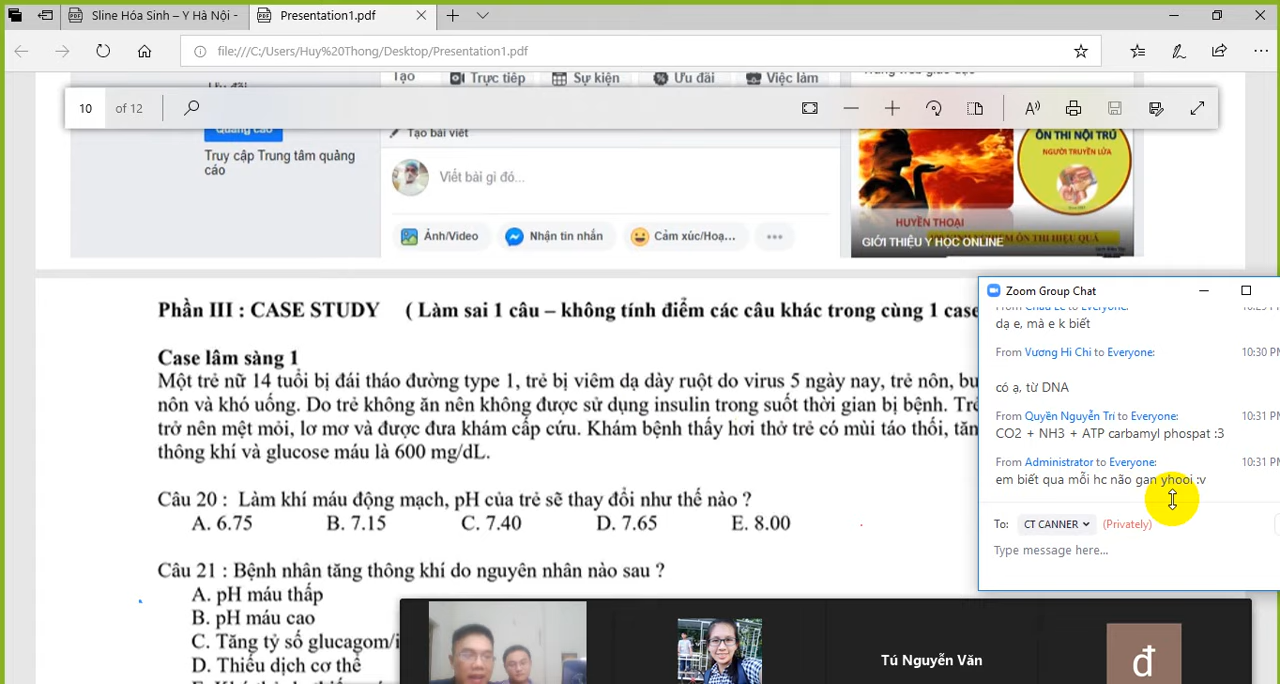 Sline Hóa Sinh – Y Hà Nội -
Presentation1.pdf
file:///C:/Users/Huy%20Thong/Desktop/Presentation1.pdf
Tạo
Trực tiếp
Sự kiện
Ưu đãi
Việc làm
10 of 12
Quảng cáo
Truy cập Trung tâm quảng
cáo
Tạo bài viết
Viết bài gì đó...
Ảnh/Video
Nhận tin nhắn
Cảm xúc/Hoạ...
ÔN THI NỘI TRÚ
NGƯỜI TRUYỀN LỬA
HUYỀN THOẠI
GIỚI THIỆU Y HỌC ONLINE
Phần III : CASE STUDY ( Làm sai 1 câu – không tính điểm các câu khác trong cùng 1 case
Case lâm sàng 1
Một trẻ nữ 14 tuổi bị đái tháo đường type 1, trẻ bị viêm dạ dày ruột do virus 5 ngày nay, trẻ nôn, bu
nôn và khó uống. Do trẻ không ăn nên không được sử dụng insulin trong suốt thời gian bị bệnh. Trẻ
trở nên mệt mỏi, lơ mơ và được đưa khám cấp cứu. Khám bệnh thấy hơi thở trẻ có mùi táo thối, tăn
thông khí và glucose máu là 600 mg/dL.
Câu 20 : Làm khí máu động mạch, pH của trẻ sẽ thay đổi như thế nào ?
A. 6.75 B. 7.15 C. 7.40 D. 7.65 E. 8.00
Câu 21 : Bệnh nhân tăng thông khí do nguyên nhân nào sau ?
A. pH máu thấp
B. pH máu cao
C. Tăng tỷ số glucagom/i
D. Thiếu dịch cơ thể
Zoom Group Chat
From Châu Lê to Everyone:
dạ e, mà e k biết
From Vương Hi Chi to Everyone: 10:30 PM
có ạ, từ DNA
From Quyền Nguyễn Trí to Everyone: 10:31 PM
CO2 + NH3 + ATP carbamyl phospat :3
From Administrator to Everyone: 10:31 PM
em biết qua mỗi hc não gan yhooi :v
To: CT CANNER (Privately)
Type message here...
Tú Nguyễn Văn
đ